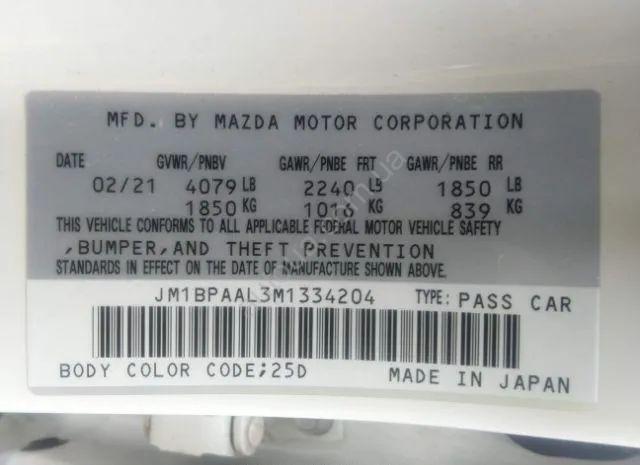 MFD. BY MAZDA MOTOR CORPORATION
DATE GVWR/PNBV GAWR/PNBE FRT GAWR/PNBE RR
02/21 4079 LB 2240 LB 1850 LB
1850 KG 1016 KG 839 KG
THIS VEHICLE CONFORMS TO ALL APPLICABLE FEDERAL MOTOR VEHICLE SAFETY
,BUMPER,AND THEFT PREVENTION
STANDARDS IN EFFECT ON THE DATE OF MANUFACTURE SHOWN ABOVE.
JM1BPAAL3M1334204 TYPE: PASS CAR
BODY COLOR CODE;25D MADE IN JAPAN